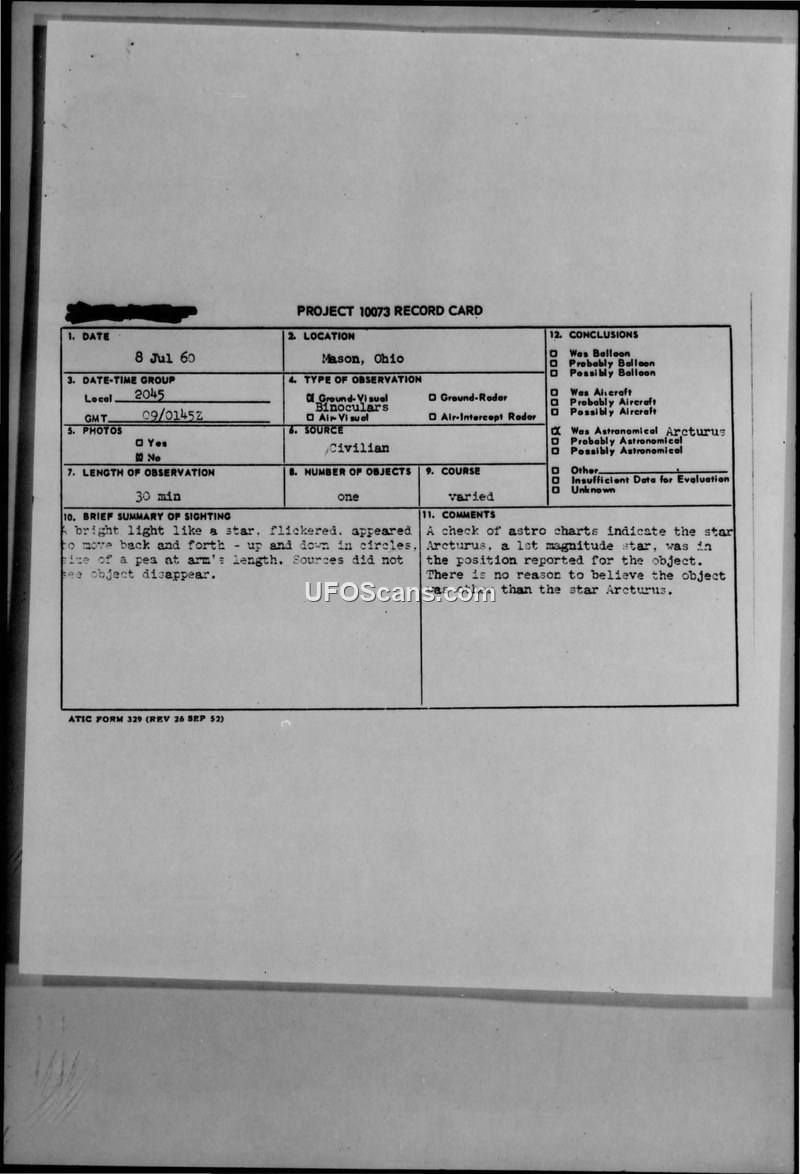 PROJECT 10073 RECORD CARD
1. DATE
8 Jul 60
2. LOCATION
Mason, Ohio
3. DATE-TIME GROUP
Local 2045
GMT 09/0145Z
4. TYPE OF OBSERVATION
Ground-Visual
Ground-Radar
Binoculars
Air-Visual
Air-Intercept Radar
5. PHOTOS
Yes
No
6. SOURCE
Civilian
7. LENGTH OF OBSERVATION
30 min
8. NUMBER OF OBJECTS
one
9. COURSE
varied
10. BRIEF SUMMARY OF SIGHTING
A bright light like a star, flickered, appeared
to move back and forth - up and down in circles,
size of a pea at arm's length. Sources did not
see object disappear.
11. COMMENTS
A check of astro charts indicate the star
Arcturus, a 1st magnitude star, was in
the position reported for the object.
There is no reason to believe the object
was other than the star Arcturus.
12. CONCLUSIONS
Was Balloon
Probably Balloon
Possibly Balloon
Was Aircraft
Probably Aircraft
Possibly Aircraft
Was Astronomical Arcturus
Probably Astronomical
Possibly Astronomical
Other
Insufficient Data for Evaluation
Unknown
ATIC FORM 329 (REV 26 SEP 52)
UFOScans.com